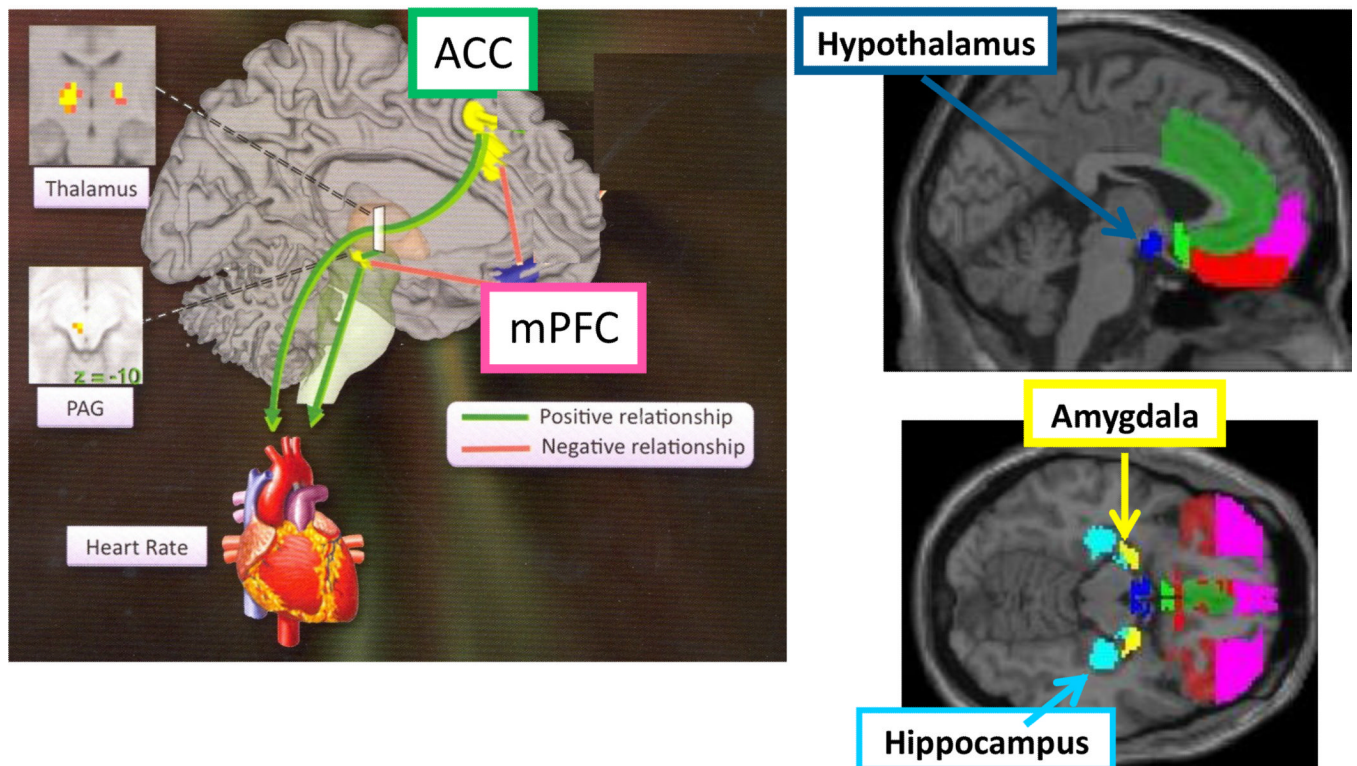 ACC
Thalamus
PAG
z = -10
mPFC
Positive relationship
Negative relationship
Heart Rate
Hypothalamus
Amygdala
Hippocampus